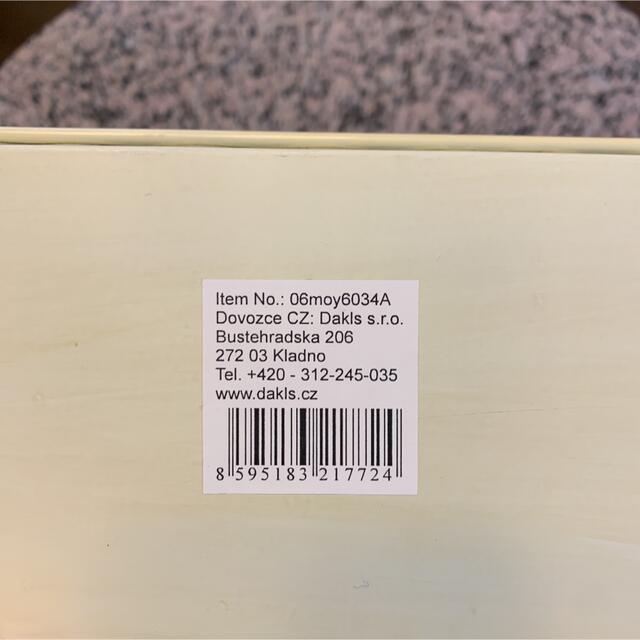 Item No.: 06moy6034A
Dovozce CZ: Dakls s.r.o.
Bustehradska 206
272 03 Kladno
Tel. +420 - 312-245-035
www.dakls.cz
8 595183 217724